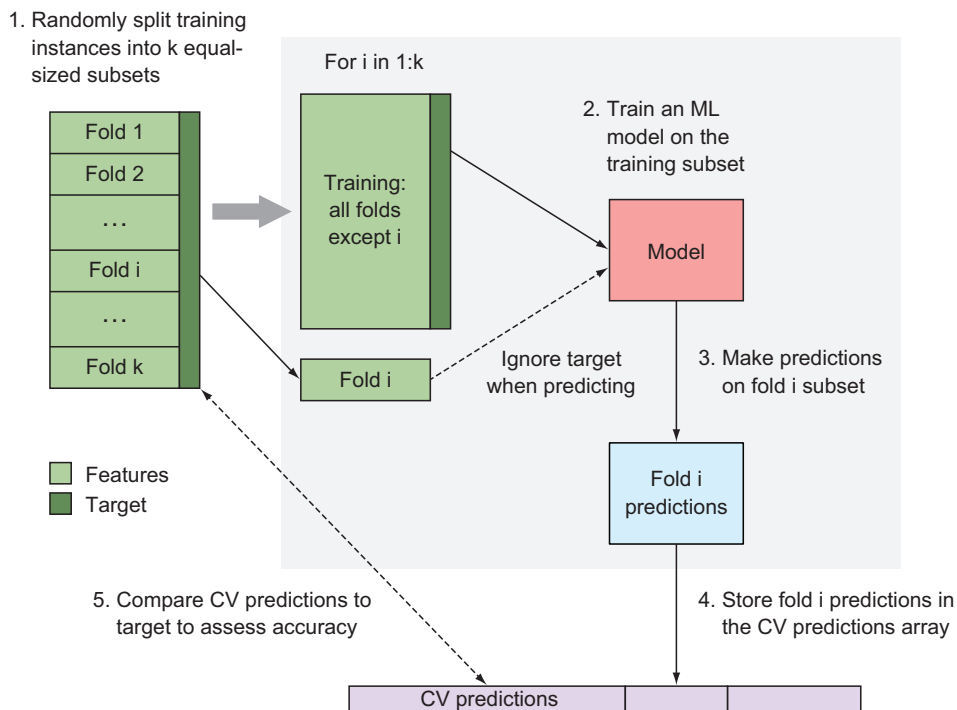 1. Randomly split training
instances into k equal-
sized subsets
For i in 1:k
Fold 1
Fold 2
...
Fold i
...
Fold k
Training:
all folds
except i
Fold i
2. Train an ML
model on the
training subset
Model
Ignore target
when predicting
3. Make predictions
on fold i subset
Features
Target
Fold i
predictions
5. Compare CV predictions to
target to assess accuracy
4. Store fold i predictions in
the CV predictions array
CV predictions